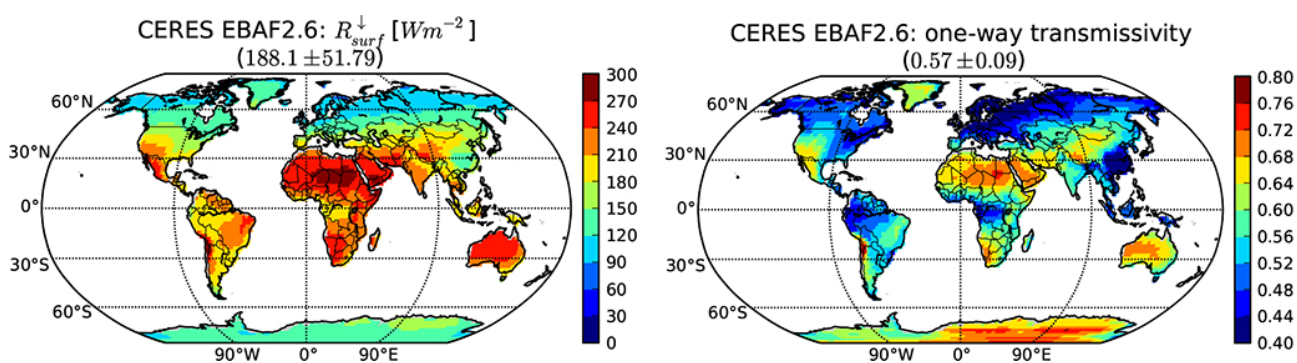 CERES EBAF2.6: R↓surf [Wm−2]
(188.1 ±51.79)
60°N
30°N
0°
30°S
60°S
90°W 0° 90°E
300
270
240
210
180
150
120
90
60
30
0
CERES EBAF2.6: one-way transmissivity
(0.57 ±0.09)
60°N
30°N
0°
30°S
60°S
90°W 0° 90°E
0.80
0.76
0.72
0.68
0.64
0.60
0.56
0.52
0.48
0.44
0.40